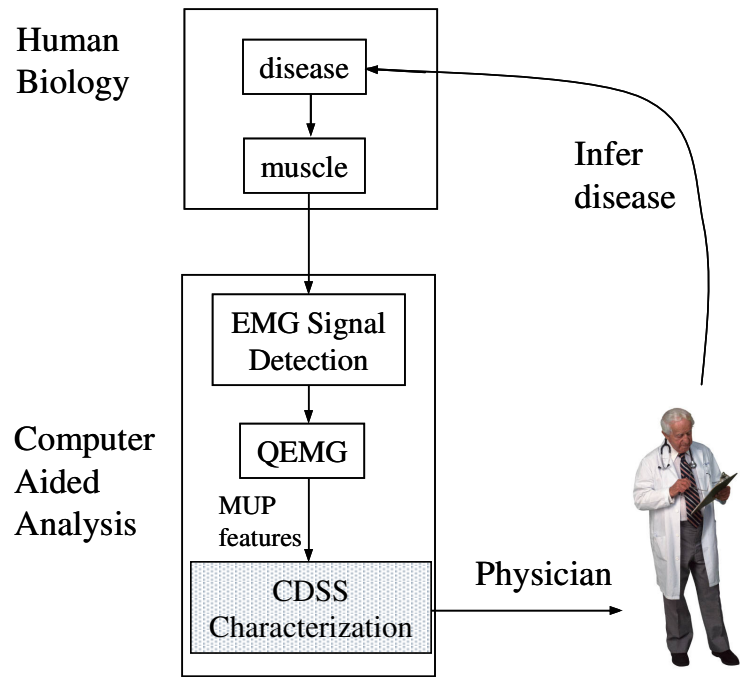 Human
Biology
disease
muscle
Infer
disease
EMG Signal
Detection
Computer
Aided
Analysis
QEMG
MUP
features
CDSS
Characterization
Physician